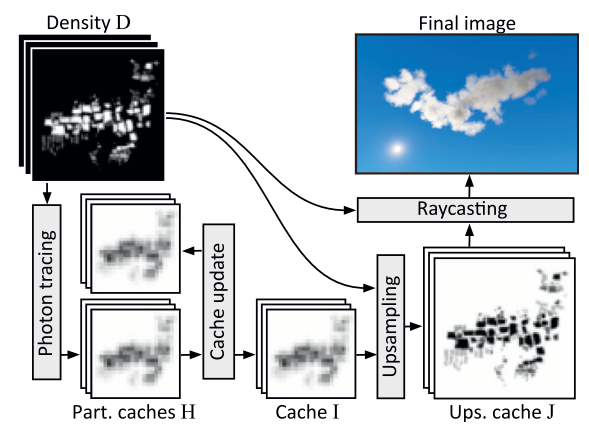 Density D
Final image
Raycasting
Photon tracing
Cache update
Upsampling
Part. caches H
Cache I
Ups. cache J